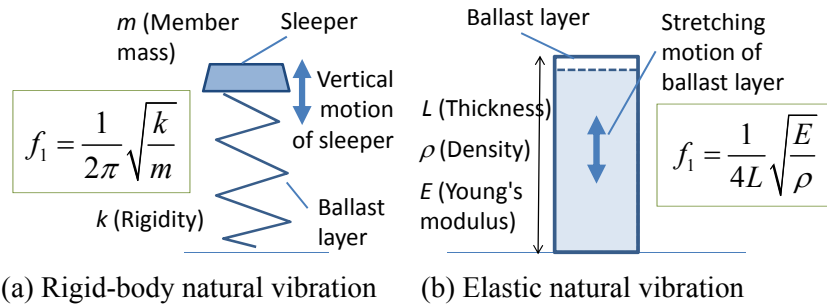 m (Member
mass)
Sleeper
Vertical
motion
of sleeper
f₁ = 1/2π √k/m
k (Rigidity)
Ballast
layer
(a) Rigid-body natural vibration
Ballast layer
Stretching
motion of
ballast layer
L (Thickness)
ρ (Density)
E (Young's
modulus)
f₁ = 1/4L √E/ρ
(b) Elastic natural vibration